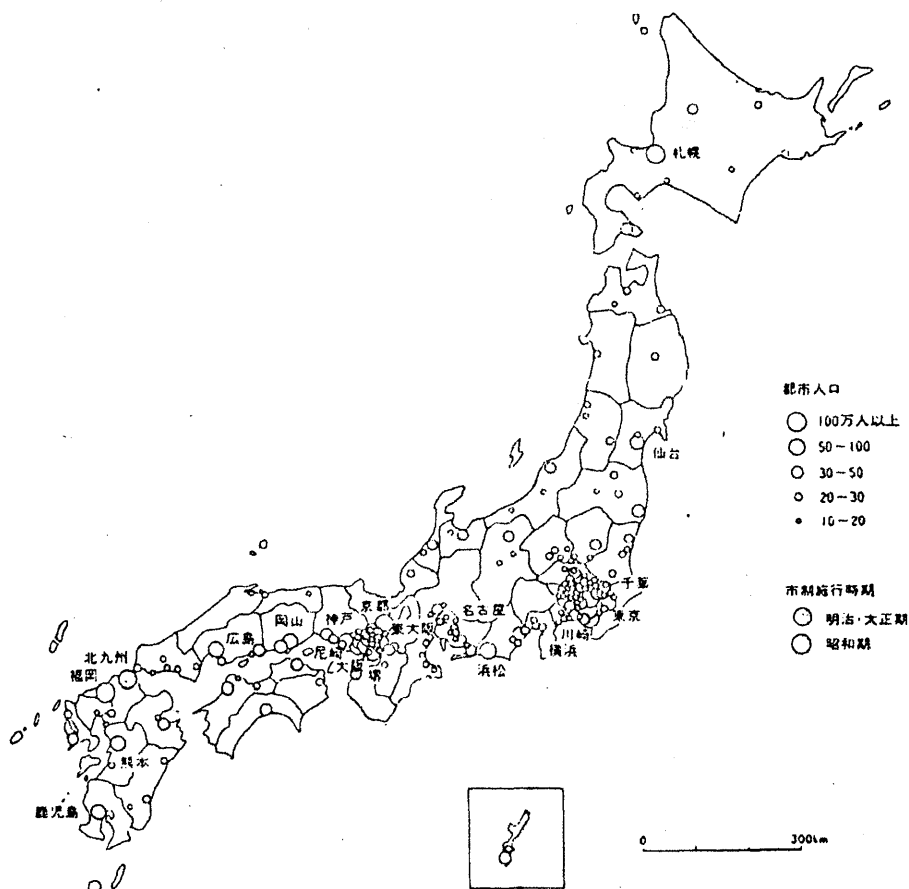 札幌
仙台
千葉
東京
川崎
横浜
名古屋
浜松
京都
東大阪
神戸
尼崎
大阪
堺
岡山
広島
北九州
福岡
熊本
鹿児島
都市人口
100万人以上
50~100
30~50
20~30
10~20
市制施行時期
明治・大正期
昭和期
0 300km